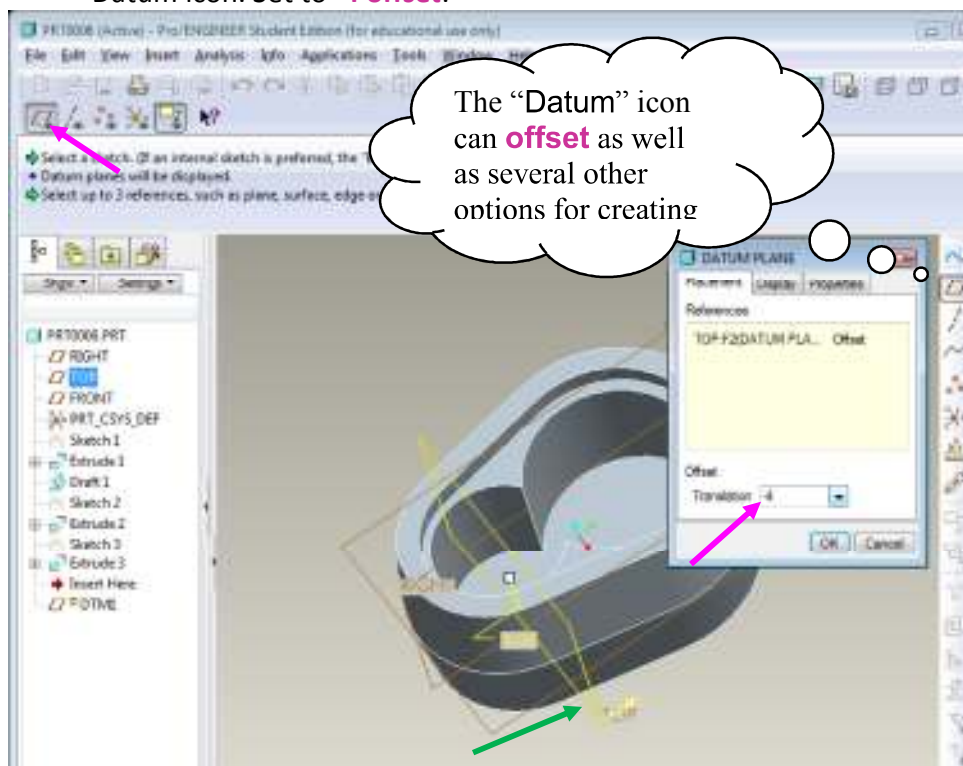 Datum icon. Set to -4 offset.
PRT0006 (Active) - Pro/ENGINEER Student Edition (for educational use only)
File Edit View Insert Analysis Info Applications Tools Window Help
The “Datum” icon
can offset as well
as several other
options for creating
Select a sketch. (If an internal sketch is preferred, the
Datum planes will be displayed.
Select up to 3 references, such as plane, surface, edge or
Show Settings
PRT0006.PRT
RIGHT
TOP
FRONT
PRT_CSYS_DEF
Sketch 1
Extrude 1
Draft 1
Sketch 2
Extrude 2
Sketch 3
Extrude 3
Insert Here
DTM1
DATUM PLANE
Placement Display Properties
References
TOP:F2(DATUM PLA... Offset
Offset
Translation -4
OK Cancel
RIGHT